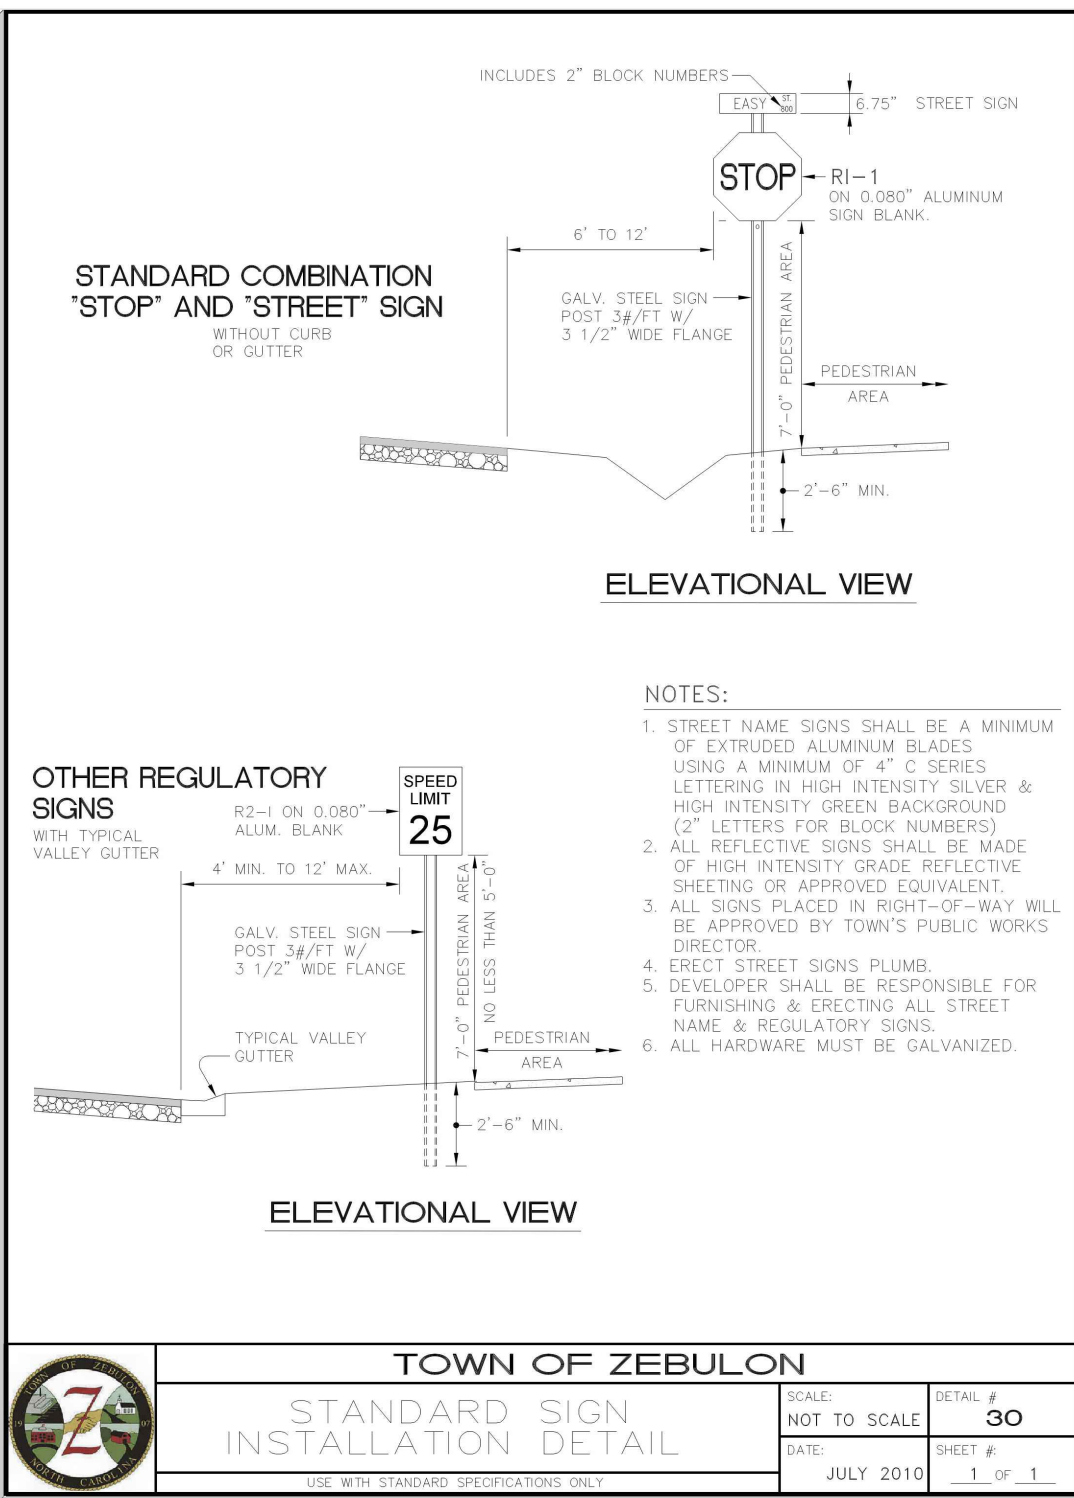 INCLUDES 2" BLOCK NUMBERS
EASY ST. 800
6.75" STREET SIGN
STOP
RI-1
ON 0.080" ALUMINUM
SIGN BLANK.
6' TO 12'
STANDARD COMBINATION
"STOP" AND "STREET" SIGN
WITHOUT CURB
OR GUTTER
GALV. STEEL SIGN
POST 3#/FT W/
3 1/2" WIDE FLANGE
7'-0" PEDESTRIAN AREA
PEDESTRIAN
AREA
2'-6" MIN.
ELEVATIONAL VIEW
NOTES:
1. STREET NAME SIGNS SHALL BE A MINIMUM
OF EXTRUDED ALUMINUM BLADES
USING A MINIMUM OF 4" C SERIES
LETTERING IN HIGH INTENSITY SILVER &
HIGH INTENSITY GREEN BACKGROUND
(2" LETTERS FOR BLOCK NUMBERS)
2. ALL REFLECTIVE SIGNS SHALL BE MADE
OF HIGH INTENSITY GRADE REFLECTIVE
SHEETING OR APPROVED EQUIVALENT.
3. ALL SIGNS PLACED IN RIGHT-OF-WAY WILL
BE APPROVED BY TOWN'S PUBLIC WORKS
DIRECTOR.
4. ERECT STREET SIGNS PLUMB.
5. DEVELOPER SHALL BE RESPONSIBLE FOR
FURNISHING & ERECTING ALL STREET
NAME & REGULATORY SIGNS.
6. ALL HARDWARE MUST BE GALVANIZED.
OTHER REGULATORY
SIGNS
WITH TYPICAL
VALLEY GUTTER
R2-I ON 0.080"
ALUM. BLANK
SPEED
LIMIT
25
4' MIN. TO 12' MAX.
GALV. STEEL SIGN
POST 3#/FT W/
3 1/2" WIDE FLANGE
7'-0" PEDESTRIAN AREA
NO LESS THAN 5'-0"
TYPICAL VALLEY
GUTTER
PEDESTRIAN
AREA
2'-6" MIN.
ELEVATIONAL VIEW
TOWN OF ZEBULON
NORTH CAROLINA
1907
Z
TOWN OF ZEBULON
STANDARD SIGN
INSTALLATION DETAIL
USE WITH STANDARD SPECIFICATIONS ONLY
SCALE:
NOT TO SCALE
DETAIL #
30
DATE:
JULY 2010
SHEET #:
1 OF 1